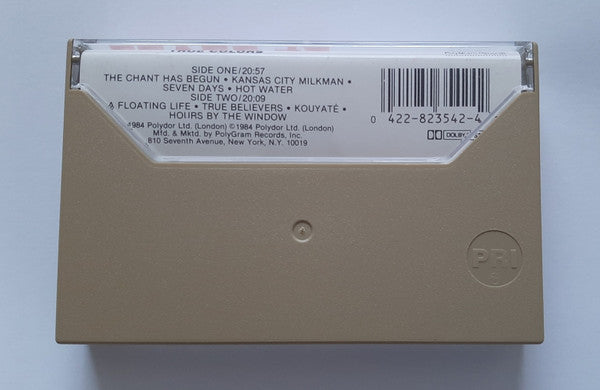 TRUE COLORS
SIDE ONE/20:57
THE CHANT HAS BEGUN • KANSAS CITY MILKMAN •
SEVEN DAYS • HOT WATER
SIDE TWO/20:09
A FLOATING LIFE • TRUE BELIEVERS • KOUYATÉ •
HOURS BY THE WINDOW
1984 Polydor Ltd. (London) ©1984 Polydor Ltd. (London)
Mfd. & Mktd. by PolyGram Records, Inc.
810 Seventh Avenue, New York, N.Y. 10019
0 422-823542-4
DOLBY
PRI